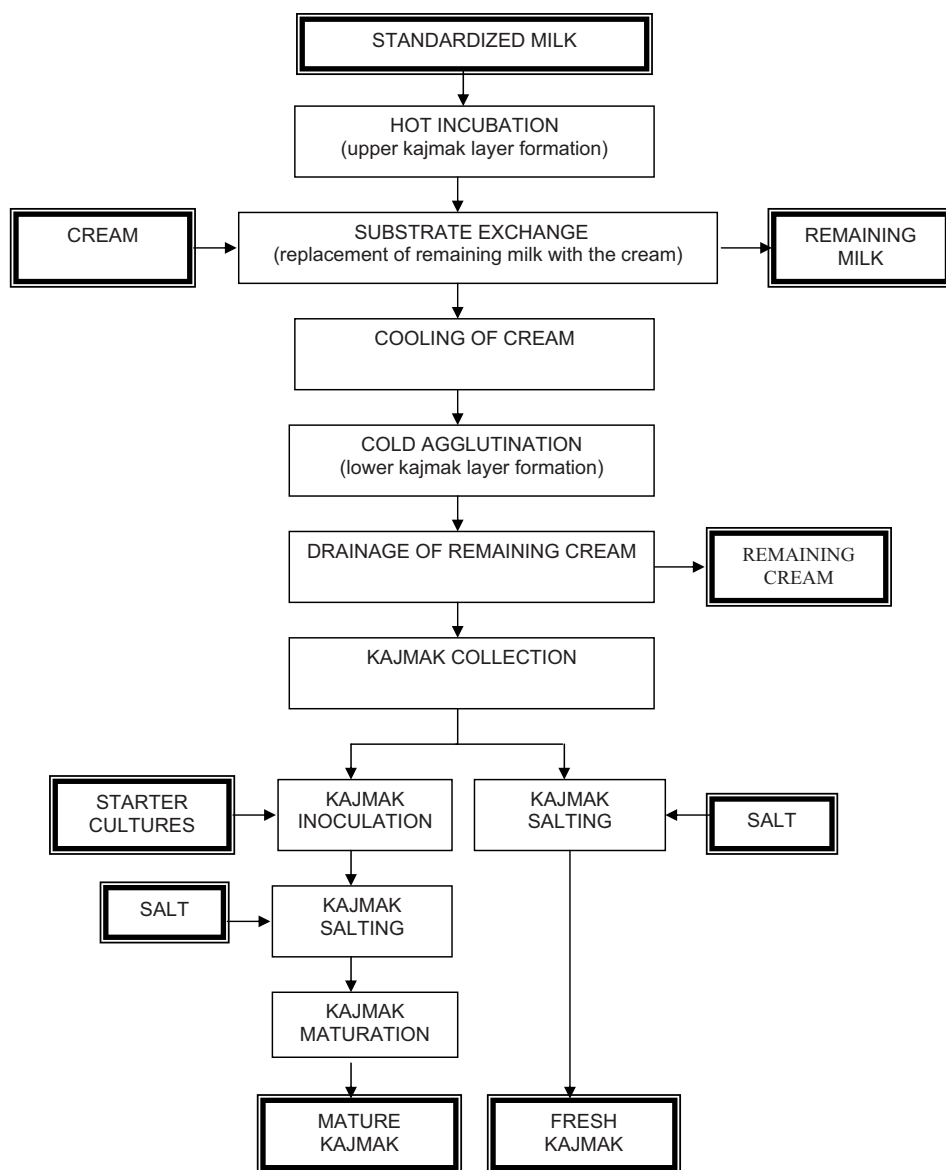 STANDARDIZED MILK
HOT INCUBATION
(upper kajmak layer formation)
CREAM
SUBSTRATE EXCHANGE
(replacement of remaining milk with the cream)
REMAINING
MILK
COOLING OF CREAM
COLD AGGLUTINATION
(lower kajmak layer formation)
DRAINAGE OF REMAINING CREAM
REMAINING
CREAM
KAJMAK COLLECTION
STARTER
CULTURES
KAJMAK
INOCULATION
KAJMAK
SALTING
SALT
SALT
KAJMAK
SALTING
KAJMAK
MATURATION
MATURE
KAJMAK
FRESH
KAJMAK